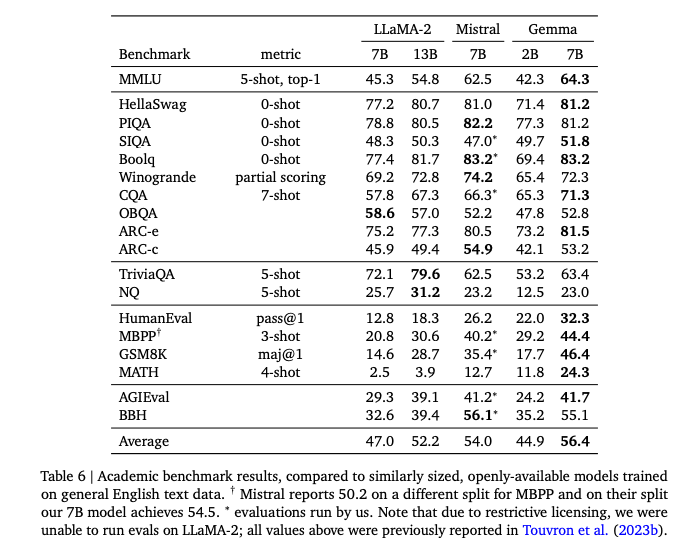 LLaMA-2 Mistral Gemma
Benchmark metric 7B 13B 7B 2B 7B
MMLU 5-shot, top-1 45.3 54.8 62.5 42.3 64.3
HellaSwag 0-shot 77.2 80.7 81.0 71.4 81.2
PIQA 0-shot 78.8 80.5 82.2 77.3 81.2
SIQA 0-shot 48.3 50.3 47.0* 49.7 51.8
Boolq 0-shot 77.4 81.7 83.2* 69.4 83.2
Winogrande partial scoring 69.2 72.8 74.2 65.4 72.3
CQA 7-shot 57.8 67.3 66.3* 65.3 71.3
OBQA 58.6 57.0 52.2 47.8 52.8
ARC-e 75.2 77.3 80.5 73.2 81.5
ARC-c 45.9 49.4 54.9 42.1 53.2
TriviaQA 5-shot 72.1 79.6 62.5 53.2 63.4
NQ 5-shot 25.7 31.2 23.2 12.5 23.0
HumanEval pass@1 12.8 18.3 26.2 22.0 32.3
MBPP† 3-shot 20.8 30.6 40.2* 29.2 44.4
GSM8K maj@1 14.6 28.7 35.4* 17.7 46.4
MATH 4-shot 2.5 3.9 12.7 11.8 24.3
AGIEval 29.3 39.1 41.2* 24.2 41.7
BBH 32.6 39.4 56.1* 35.2 55.1
Average 47.0 52.2 54.0 44.9 56.4
Table 6 | Academic benchmark results, compared to similarly sized, openly-available models trained
on general English text data. † Mistral reports 50.2 on a different split for MBPP and on their split
our 7B model achieves 54.5. * evaluations run by us. Note that due to restrictive licensing, we were
unable to run evals on LLaMA-2; all values above were previously reported in Touvron et al. (2023b).